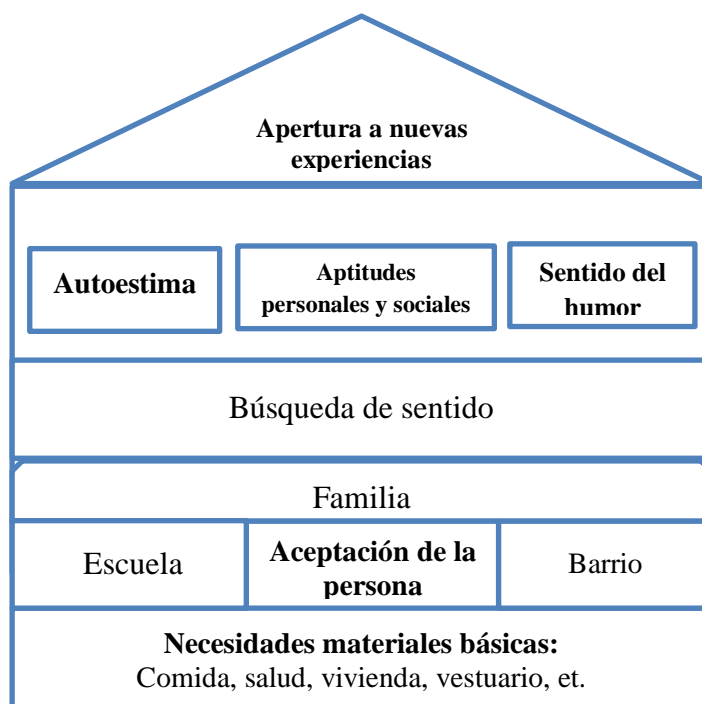 Apertura a nuevas
experiencias
Autoestima
Aptitudes
personales y sociales
Sentido del
humor
Búsqueda de sentido
Familia
Escuela
Aceptación de la
persona
Barrio
Necesidades materiales básicas:
Comida, salud, vivienda, vestuario, et.